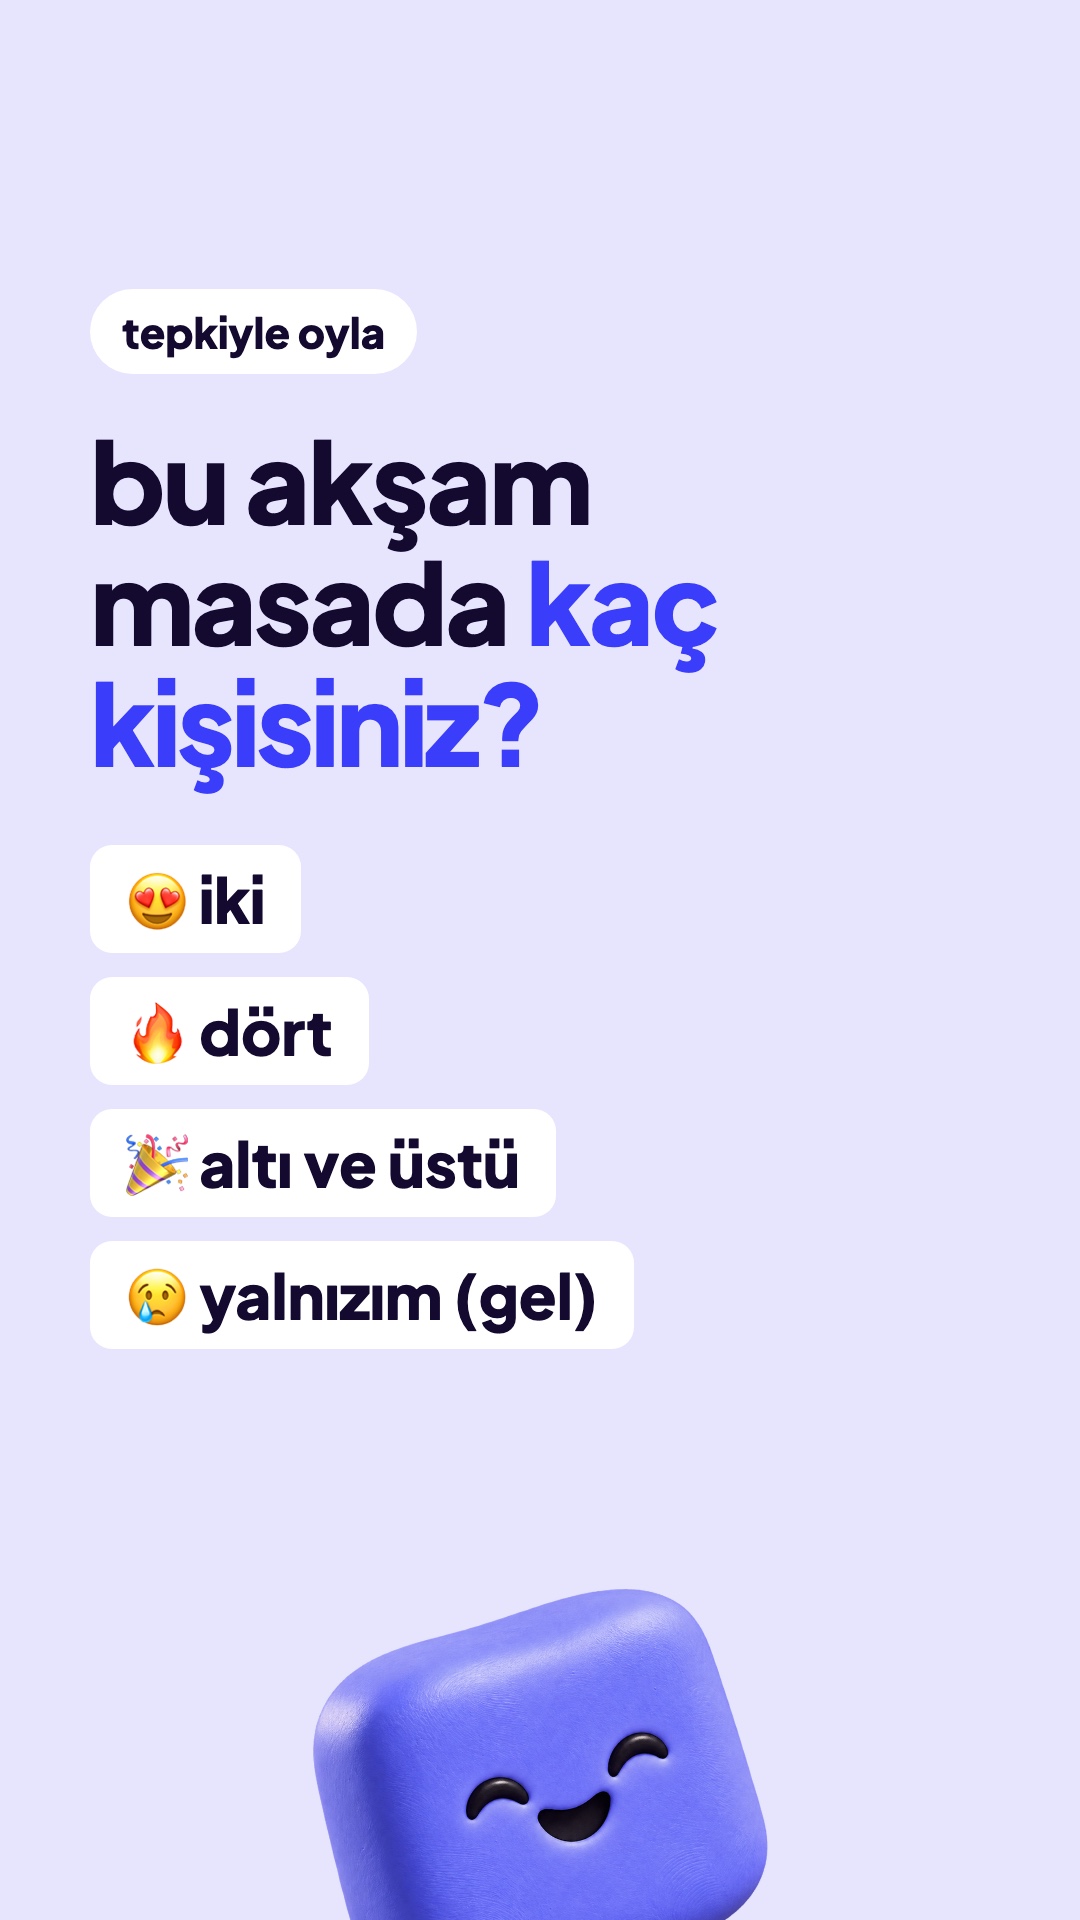 tepkiyle oyla
bu akşam
masada kaç
kişisiniz?
😍 iki
🔥 dört
🎉 altı ve üstü
😢 yalnızım (gel)